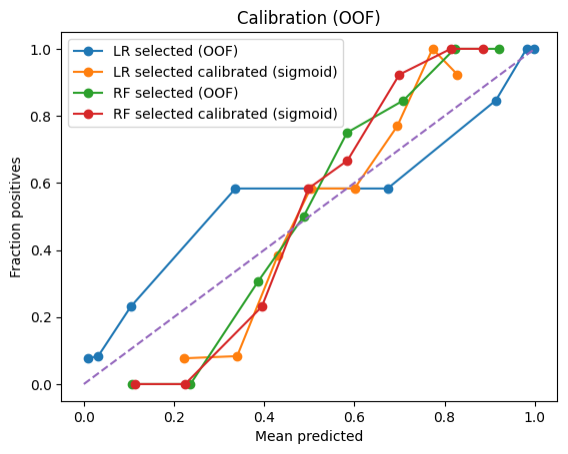 Calibration (OOF)
LR selected (OOF)
LR selected calibrated (sigmoid)
RF selected (OOF)
RF selected calibrated (sigmoid)
Fraction positives
1.0
0.8
0.6
0.4
0.2
0.0
0.0 0.2 0.4 0.6 0.8 1.0
Mean predicted